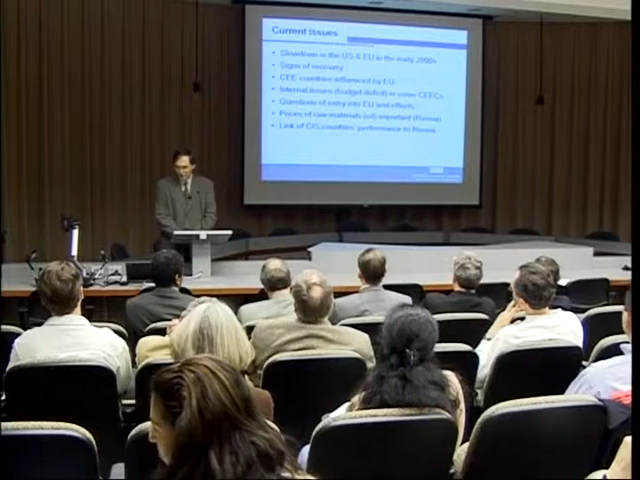 Current Issues
• Slowdown in the US & EU in the early 2000s
• Signs of recovery
• CEE countries influenced by EU
• Internal issues (budget deficit) in some CEECs
• Questions of entry into EU and effects
• Prices of raw materials (oil) important (Russia)
• Link of CIS countries' performance to Russia